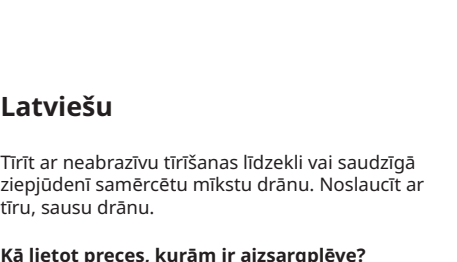 Latviešu
Tīrīt ar neabrazīvu tīrīšanas līdzekli vai saudzīgā
ziepjūdenī samērcētu mīkstu drānu. Noslaucīt ar
tīru, sausu drānu.
Kā lietot preces, kurām ir aizsargplēve?